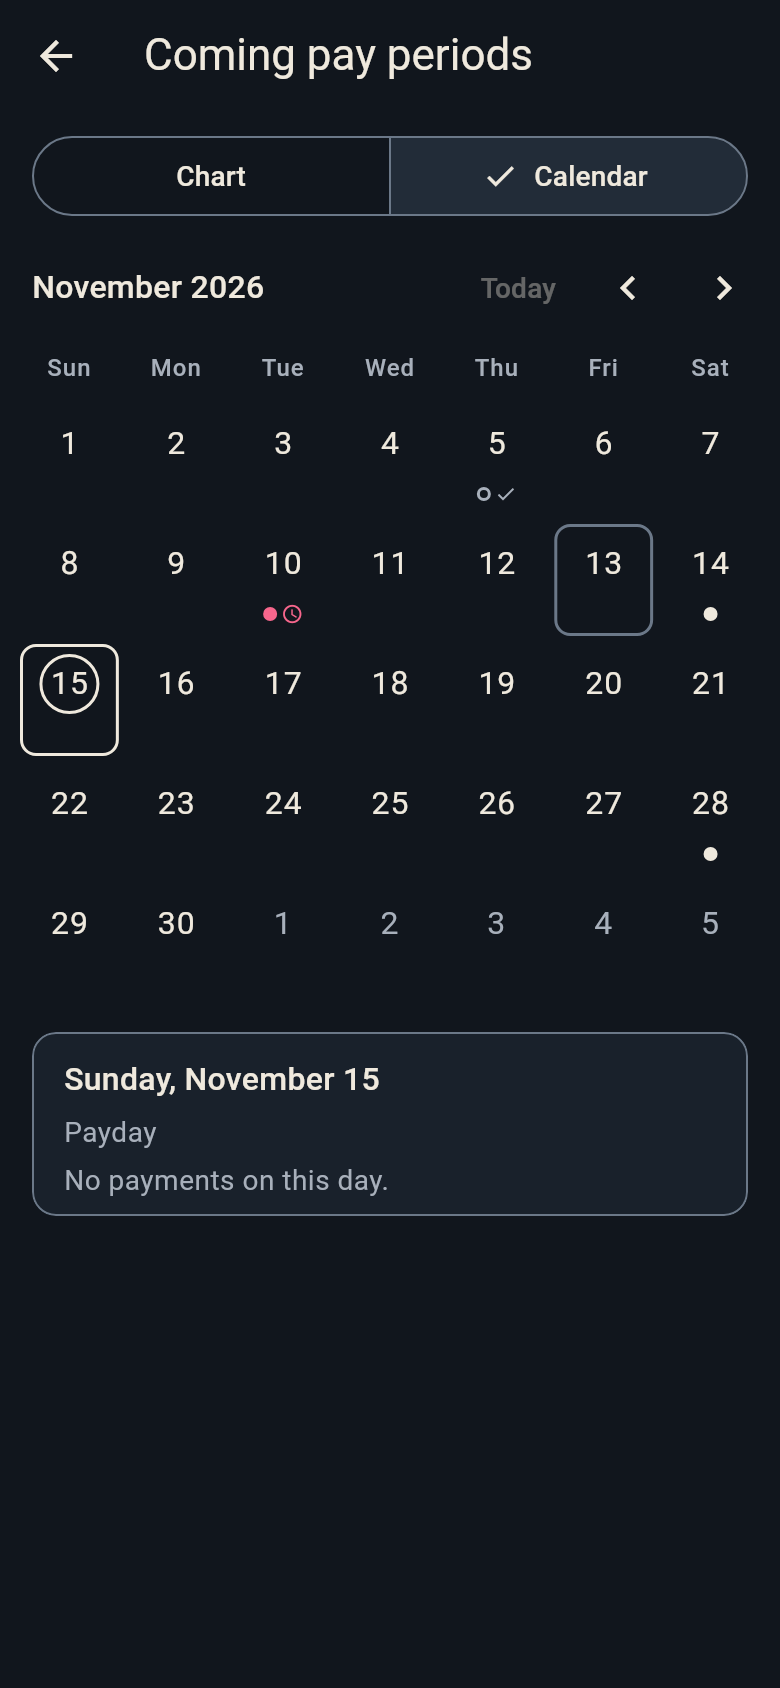 Coming pay periods
Chart
Calendar
November 2026
Today
Sun Mon Tue Wed Thu Fri Sat
1 2 3 4 5 6 7
8 9 10 11 12 13 14
15 16 17 18 19 20 21
22 23 24 25 26 27 28
29 30 1 2 3 4 5
Sunday, November 15
Payday
No payments on this day.